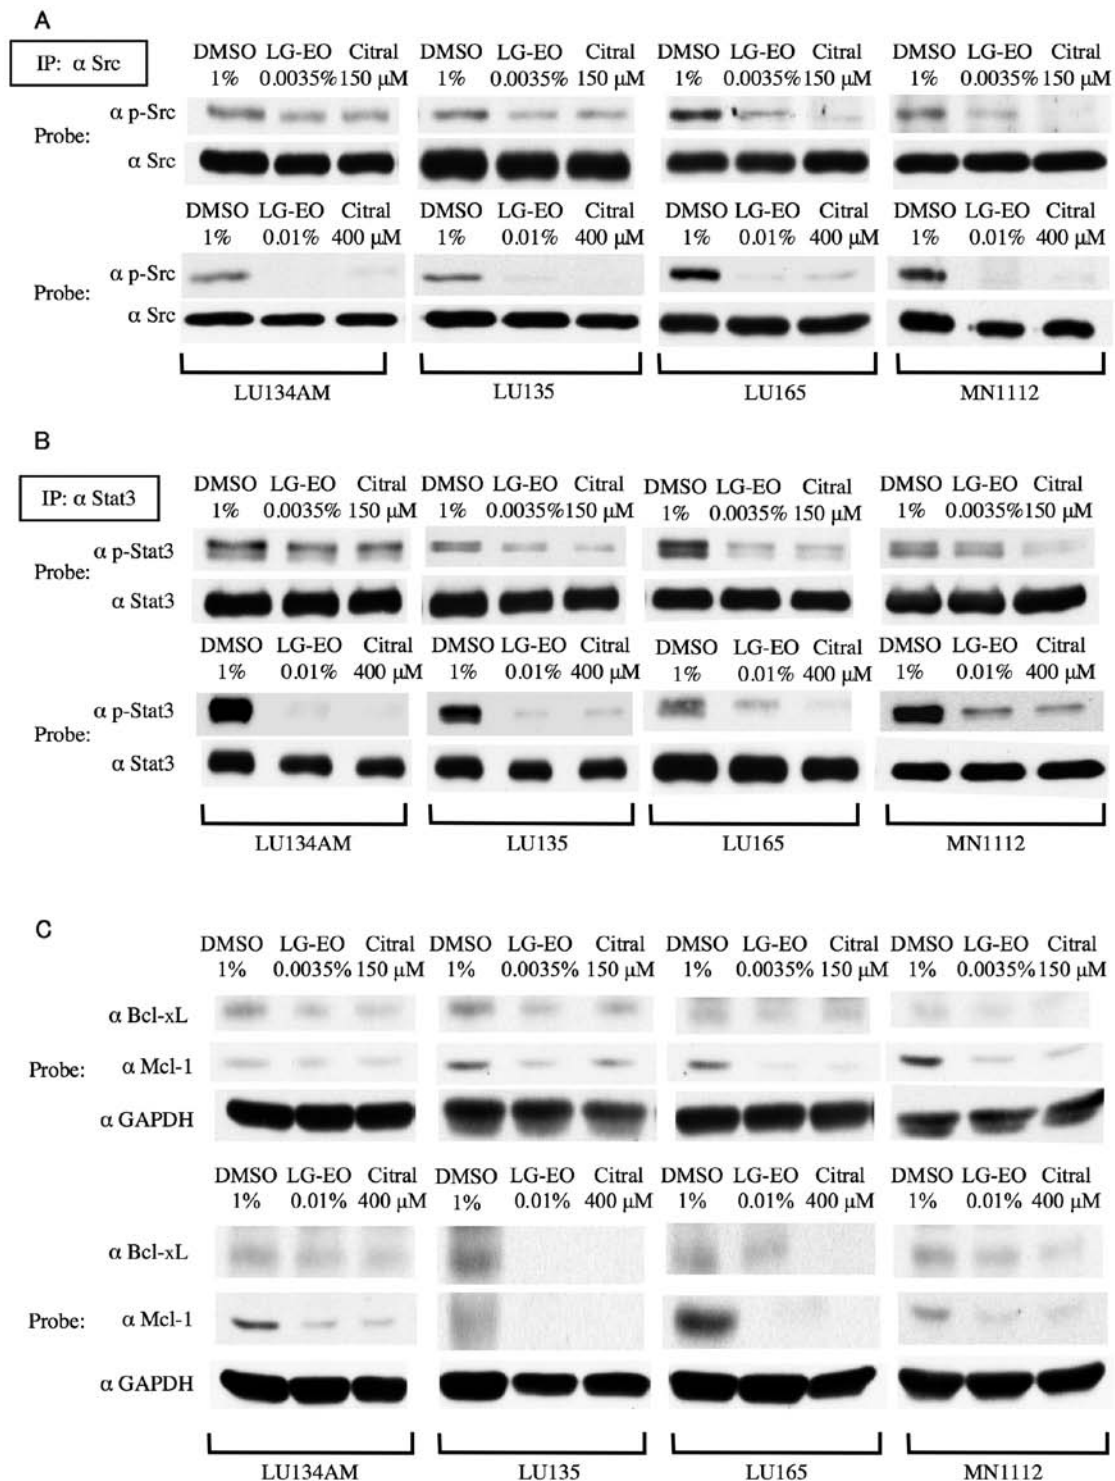 A
IP: α Src
DMSO LG-EO Citral DMSO LG-EO Citral DMSO LG-EO Citral DMSO LG-EO Citral
1% 0.0035% 150 μM 1% 0.0035% 150 μM 1% 0.0035% 150 μM 1% 0.0035% 150 μM
α p-Src
Probe:
α Src
DMSO LG-EO Citral DMSO LG-EO Citral DMSO LG-EO Citral DMSO LG-EO Citral
1% 0.01% 400 μM 1% 0.01% 400 μM 1% 0.01% 400 μM 1% 0.01% 400 μM
α p-Src
Probe:
α Src
LU134AM LU135 LU165 MN1112
B
IP: α Stat3
DMSO LG-EO Citral DMSO LG-EO Citral DMSO LG-EO Citral DMSO LG-EO Citral
1% 0.0035% 150 μM 1% 0.0035% 150 μM 1% 0.0035% 150 μM 1% 0.0035% 150 μM
α p-Stat3
Probe:
α Stat3
DMSO LG-EO Citral DMSO LG-EO Citral DMSO LG-EO Citral DMSO LG-EO Citral
1% 0.01% 400 μM 1% 0.01% 400 μM 1% 0.01% 400 μM 1% 0.01% 400 μM
α p-Stat3
Probe:
α Stat3
LU134AM LU135 LU165 MN1112
C
DMSO LG-EO Citral DMSO LG-EO Citral DMSO LG-EO Citral DMSO LG-EO Citral
1% 0.0035% 150 μM 1% 0.0035% 150 μM 1% 0.0035% 150 μM 1% 0.0035% 150 μM
α Bcl-xL
Probe: α Mcl-1
α GAPDH
DMSO LG-EO Citral DMSO LG-EO Citral DMSO LG-EO Citral DMSO LG-EO Citral
1% 0.01% 400 μM 1% 0.01% 400 μM 1% 0.01% 400 μM 1% 0.01% 400 μM
α Bcl-xL
Probe: α Mcl-1
α GAPDH
LU134AM LU135 LU165 MN1112